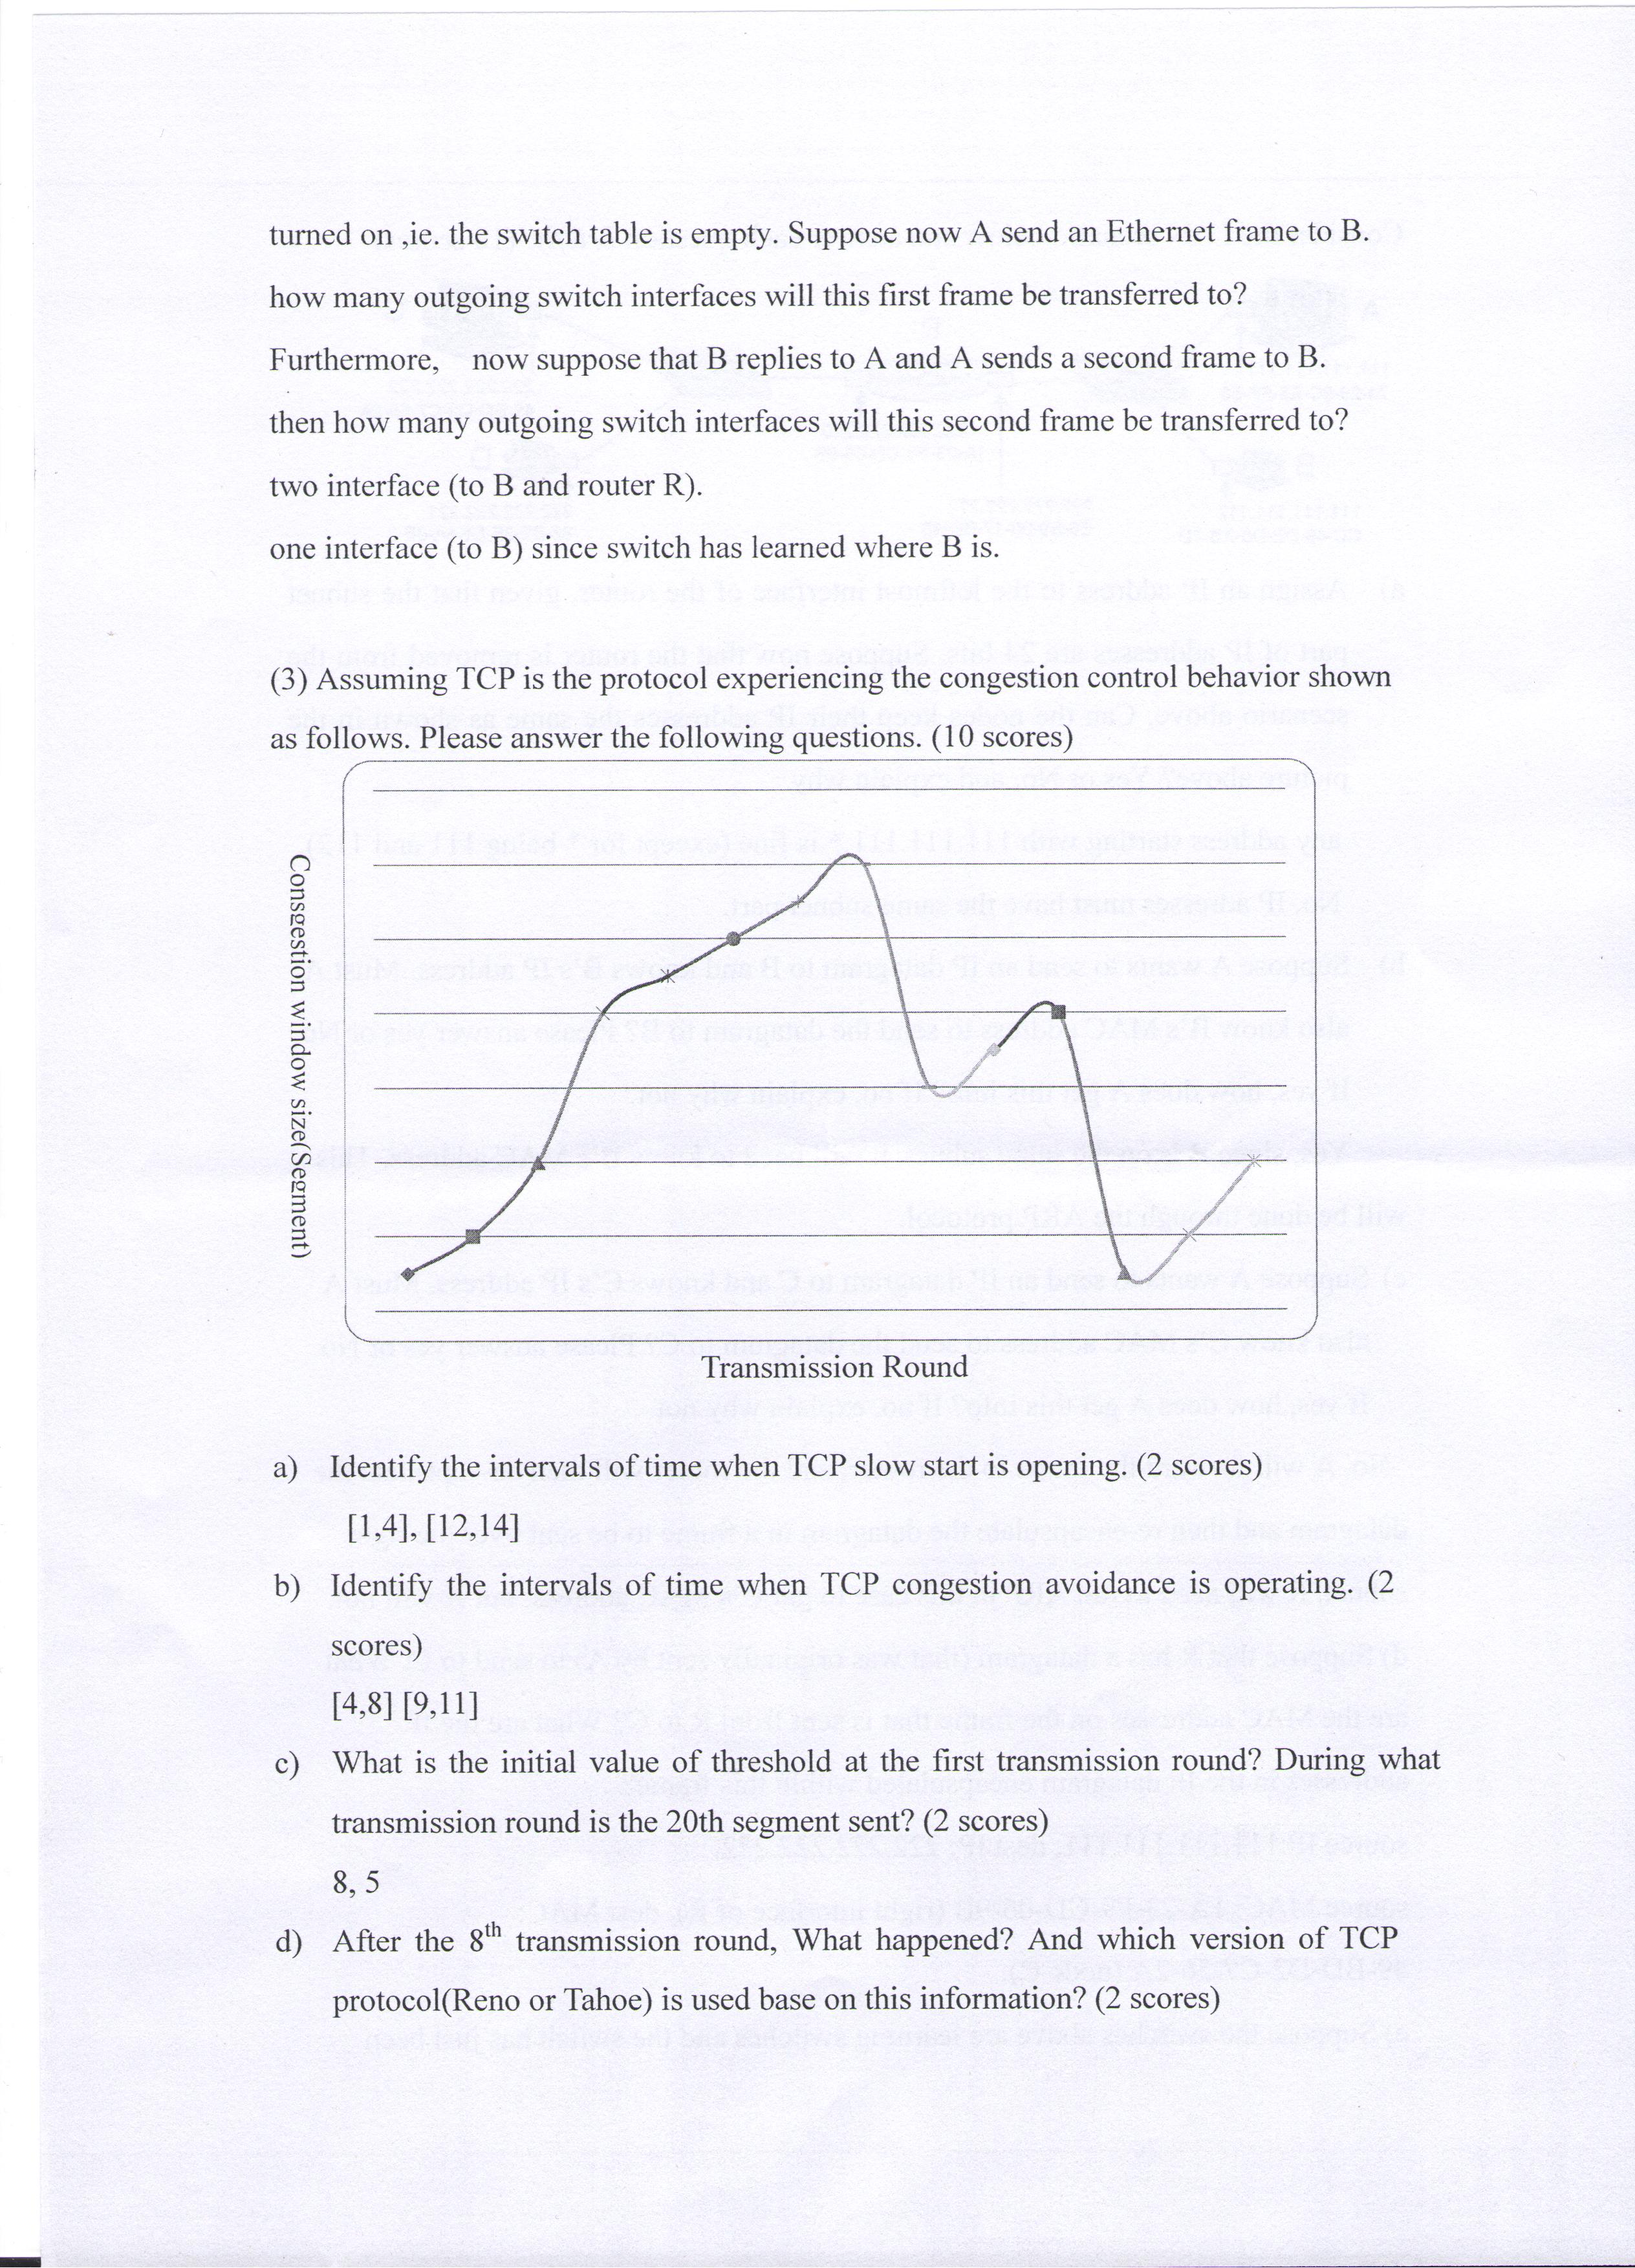 turned on ,ie. the switch table is empty. Suppose now A send an Ethernet frame to B.
how many outgoing switch interfaces will this first frame be transferred to?
Furthermore, now suppose that B replies to A and A sends a second frame to B.
then how many outgoing switch interfaces will this second frame be transferred to?
two interface (to B and router R).
one interface (to B) since switch has learned where B is.
(3) Assuming TCP is the protocol experiencing the congestion control behavior shown
as follows. Please answer the following questions. (10 scores)
Consgestion window size(Segment)
Transmission Round
a) Identify the intervals of time when TCP slow start is opening. (2 scores)
[1,4], [12,14]
b) Identify the intervals of time when TCP congestion avoidance is operating. (2
scores)
[4,8] [9,11]
c) What is the initial value of threshold at the first transmission round? During what
transmission round is the 20th segment sent? (2 scores)
8, 5
d) After the 8th transmission round, What happened? And which version of TCP
protocol(Reno or Tahoe) is used base on this information? (2 scores)